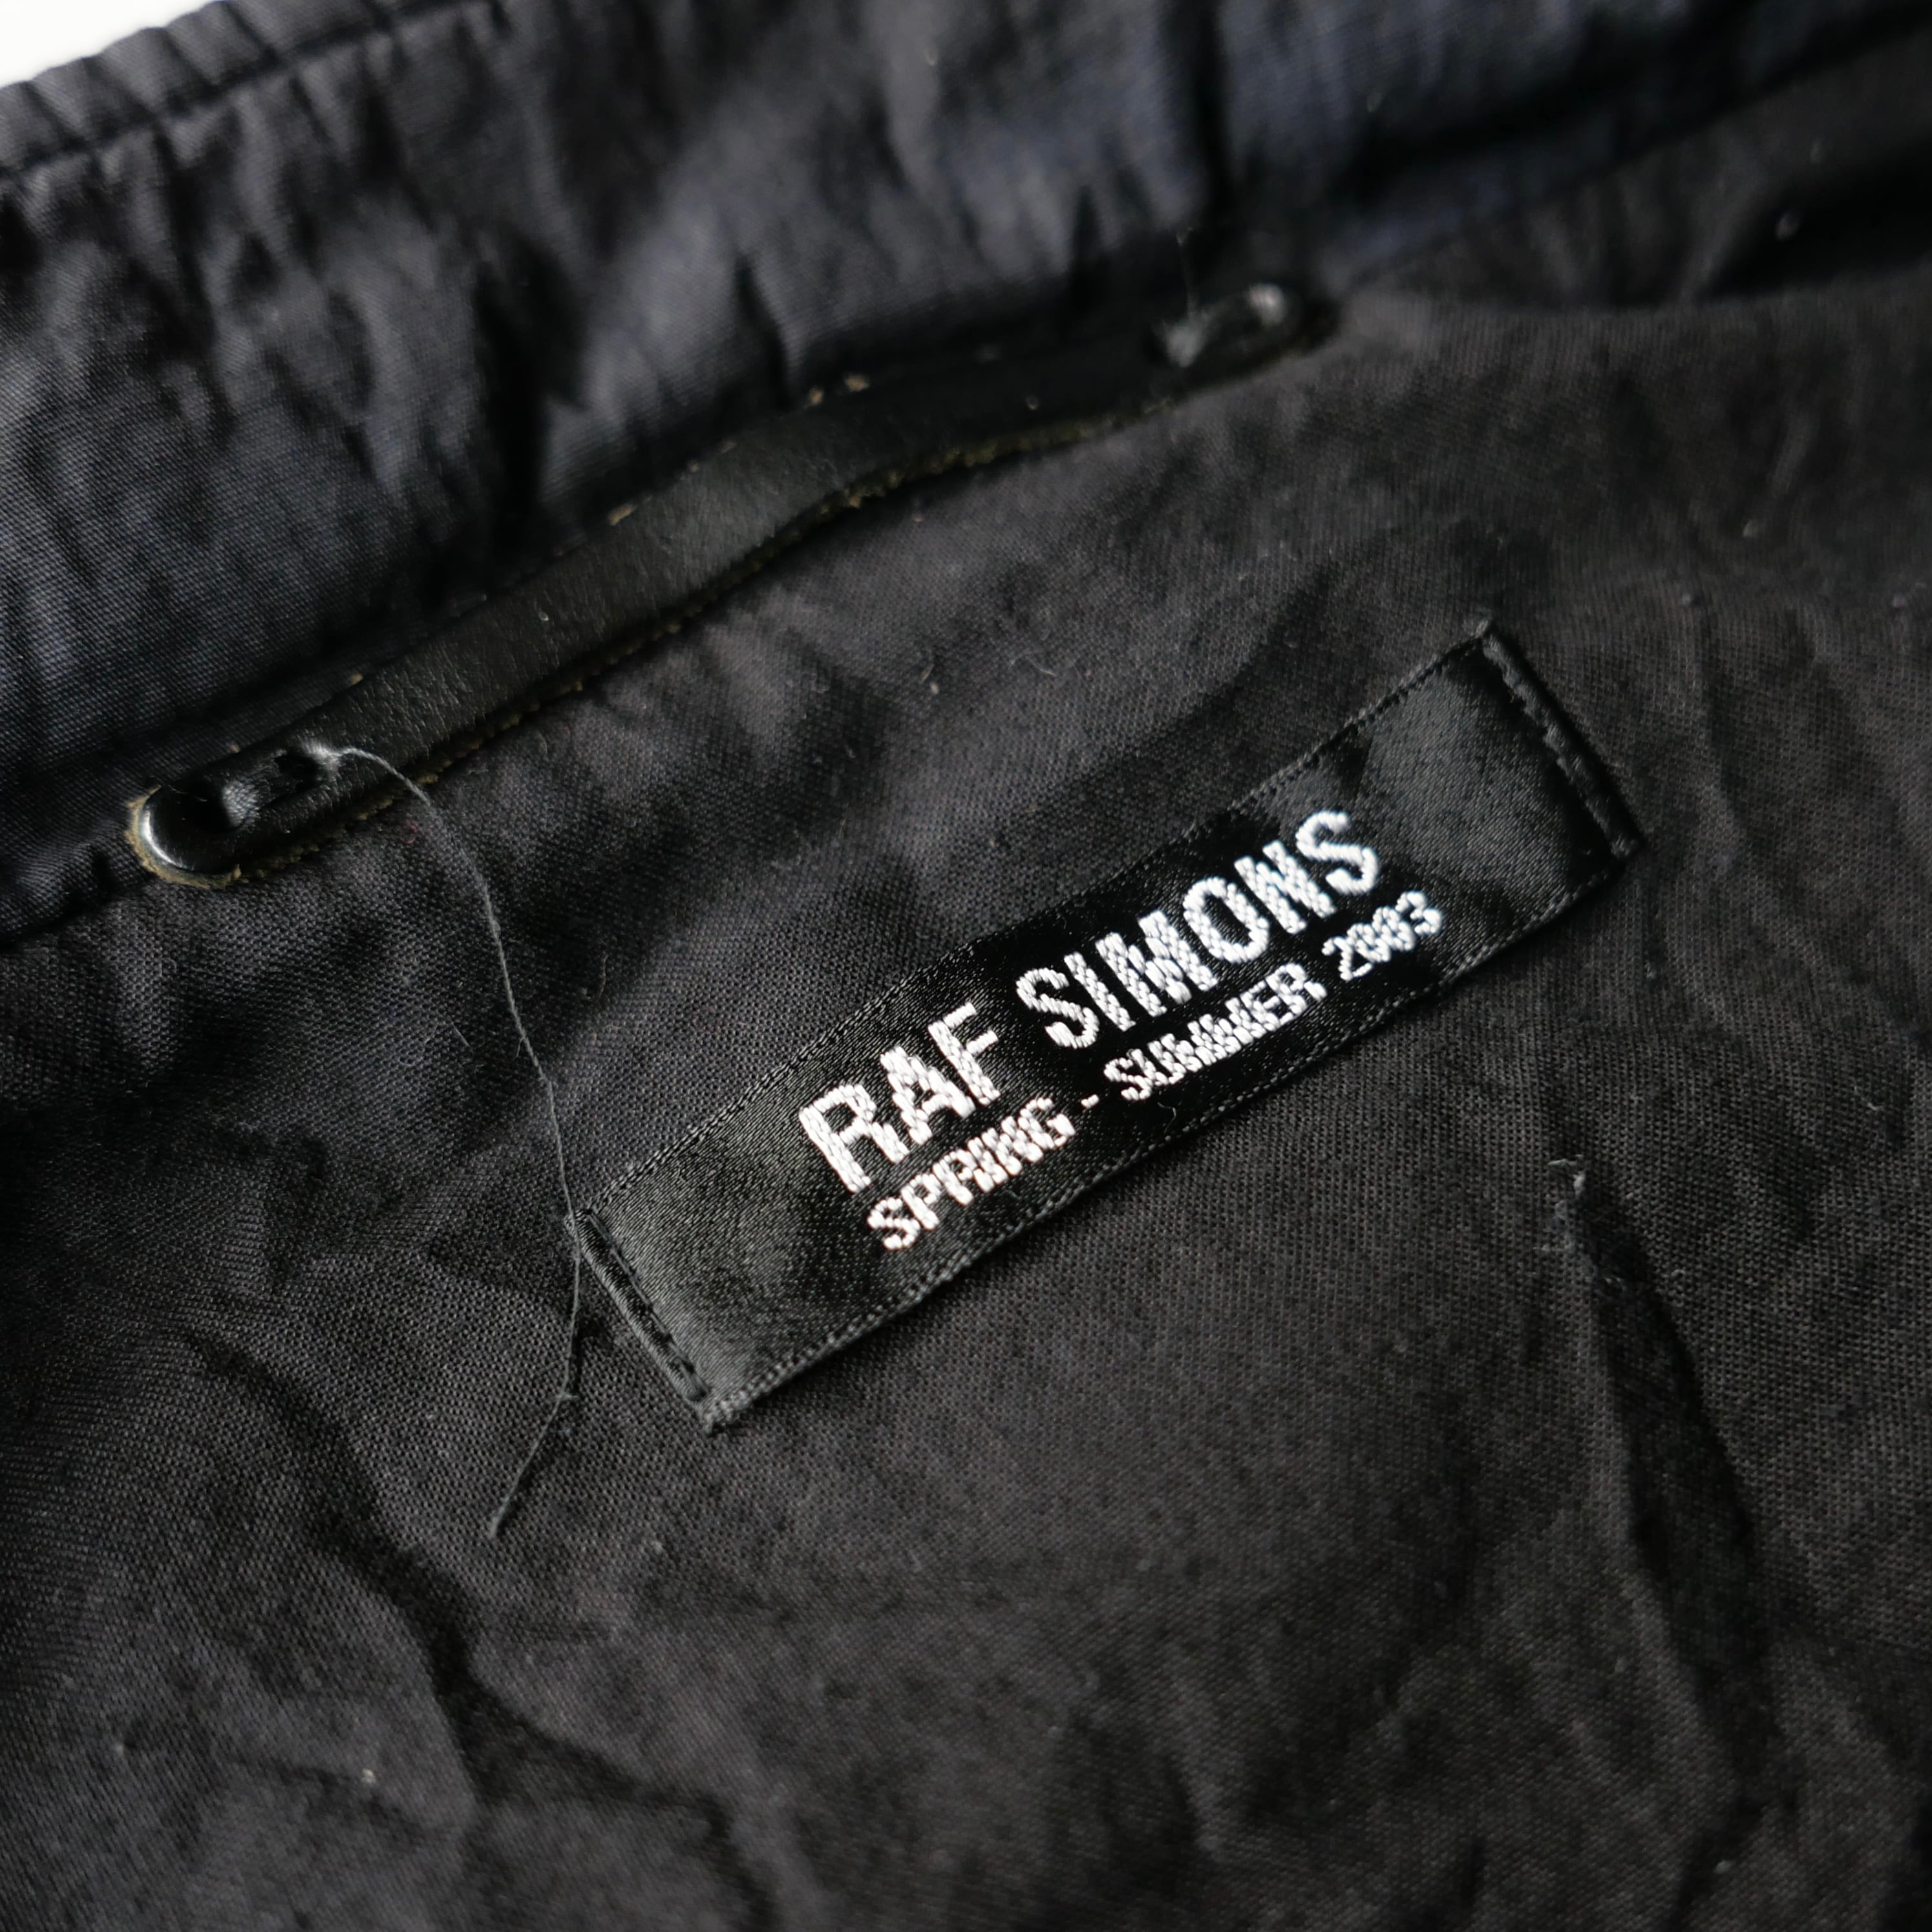 RAF SIMONS
SPRING - SUMMER 2003